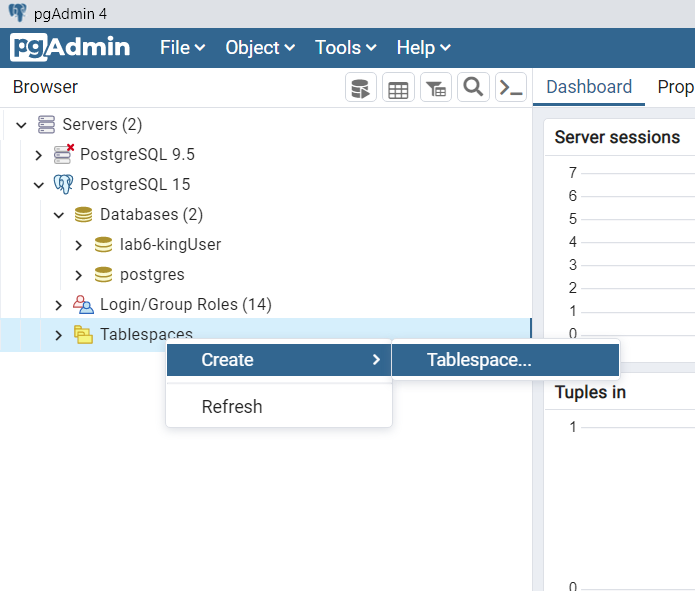 pgAdmin 4
pgAdmin File Object Tools Help
Browser
Dashboard Prop
Servers (2)
PostgreSQL 9.5
PostgreSQL 15
Databases (2)
lab6-kingUser
postgres
Login/Group Roles (14)
Tablespaces
Create
Tablespace...
Refresh
Server sessions
7
6
5
4
3
2
1
0
Tuples in
1
0